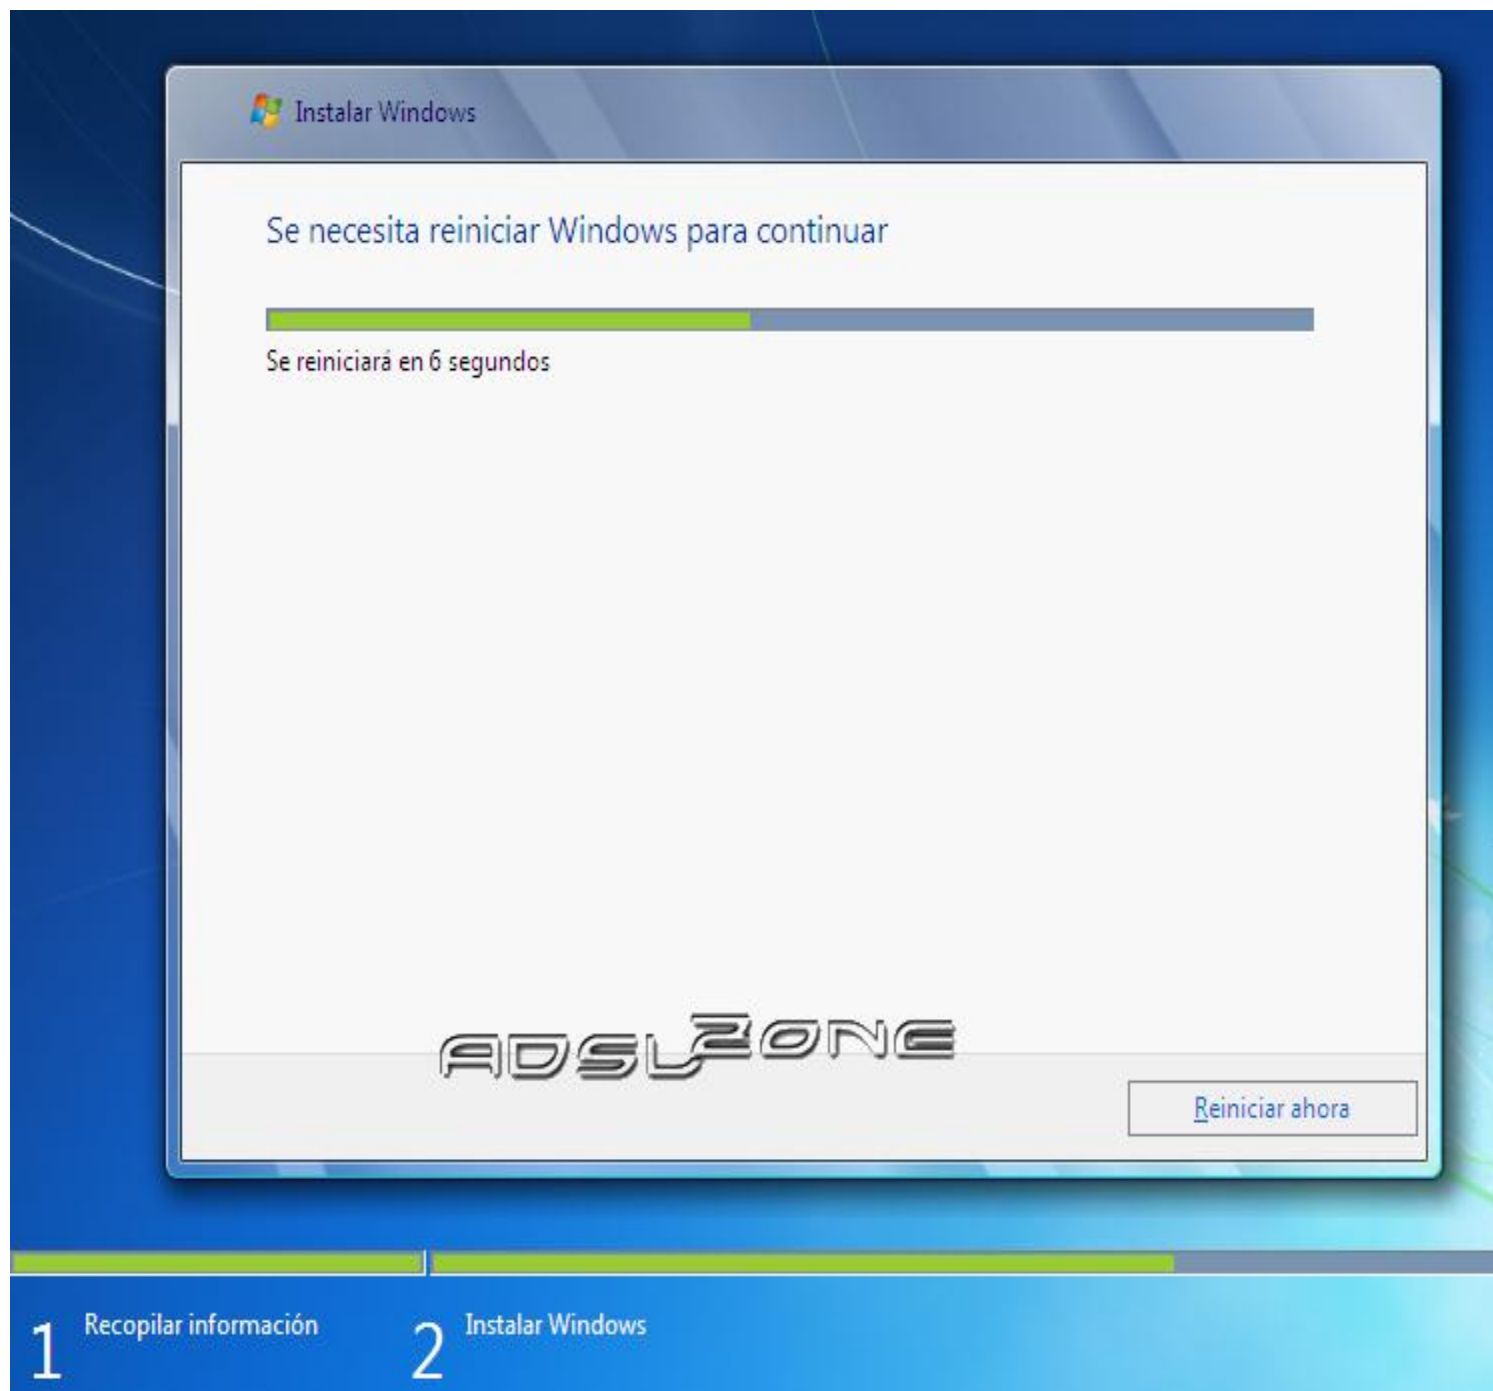 Instalar Windows
Se necesita reiniciar Windows para continuar
Se reiniciará en 6 segundos
ADSLZONE
Reiniciar ahora
1 Recopilar información
2 Instalar Windows